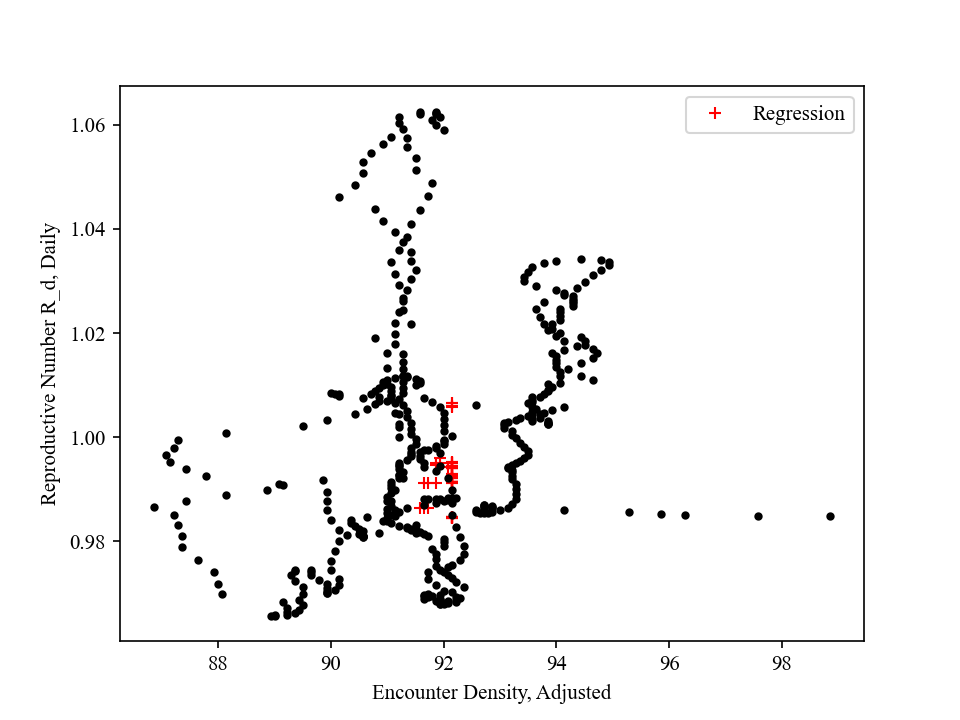 Regression
1.06
1.04
1.02
1.00
0.98
Reproductive Number R_d, Daily
88 90 92 94 96 98
Encounter Density, Adjusted